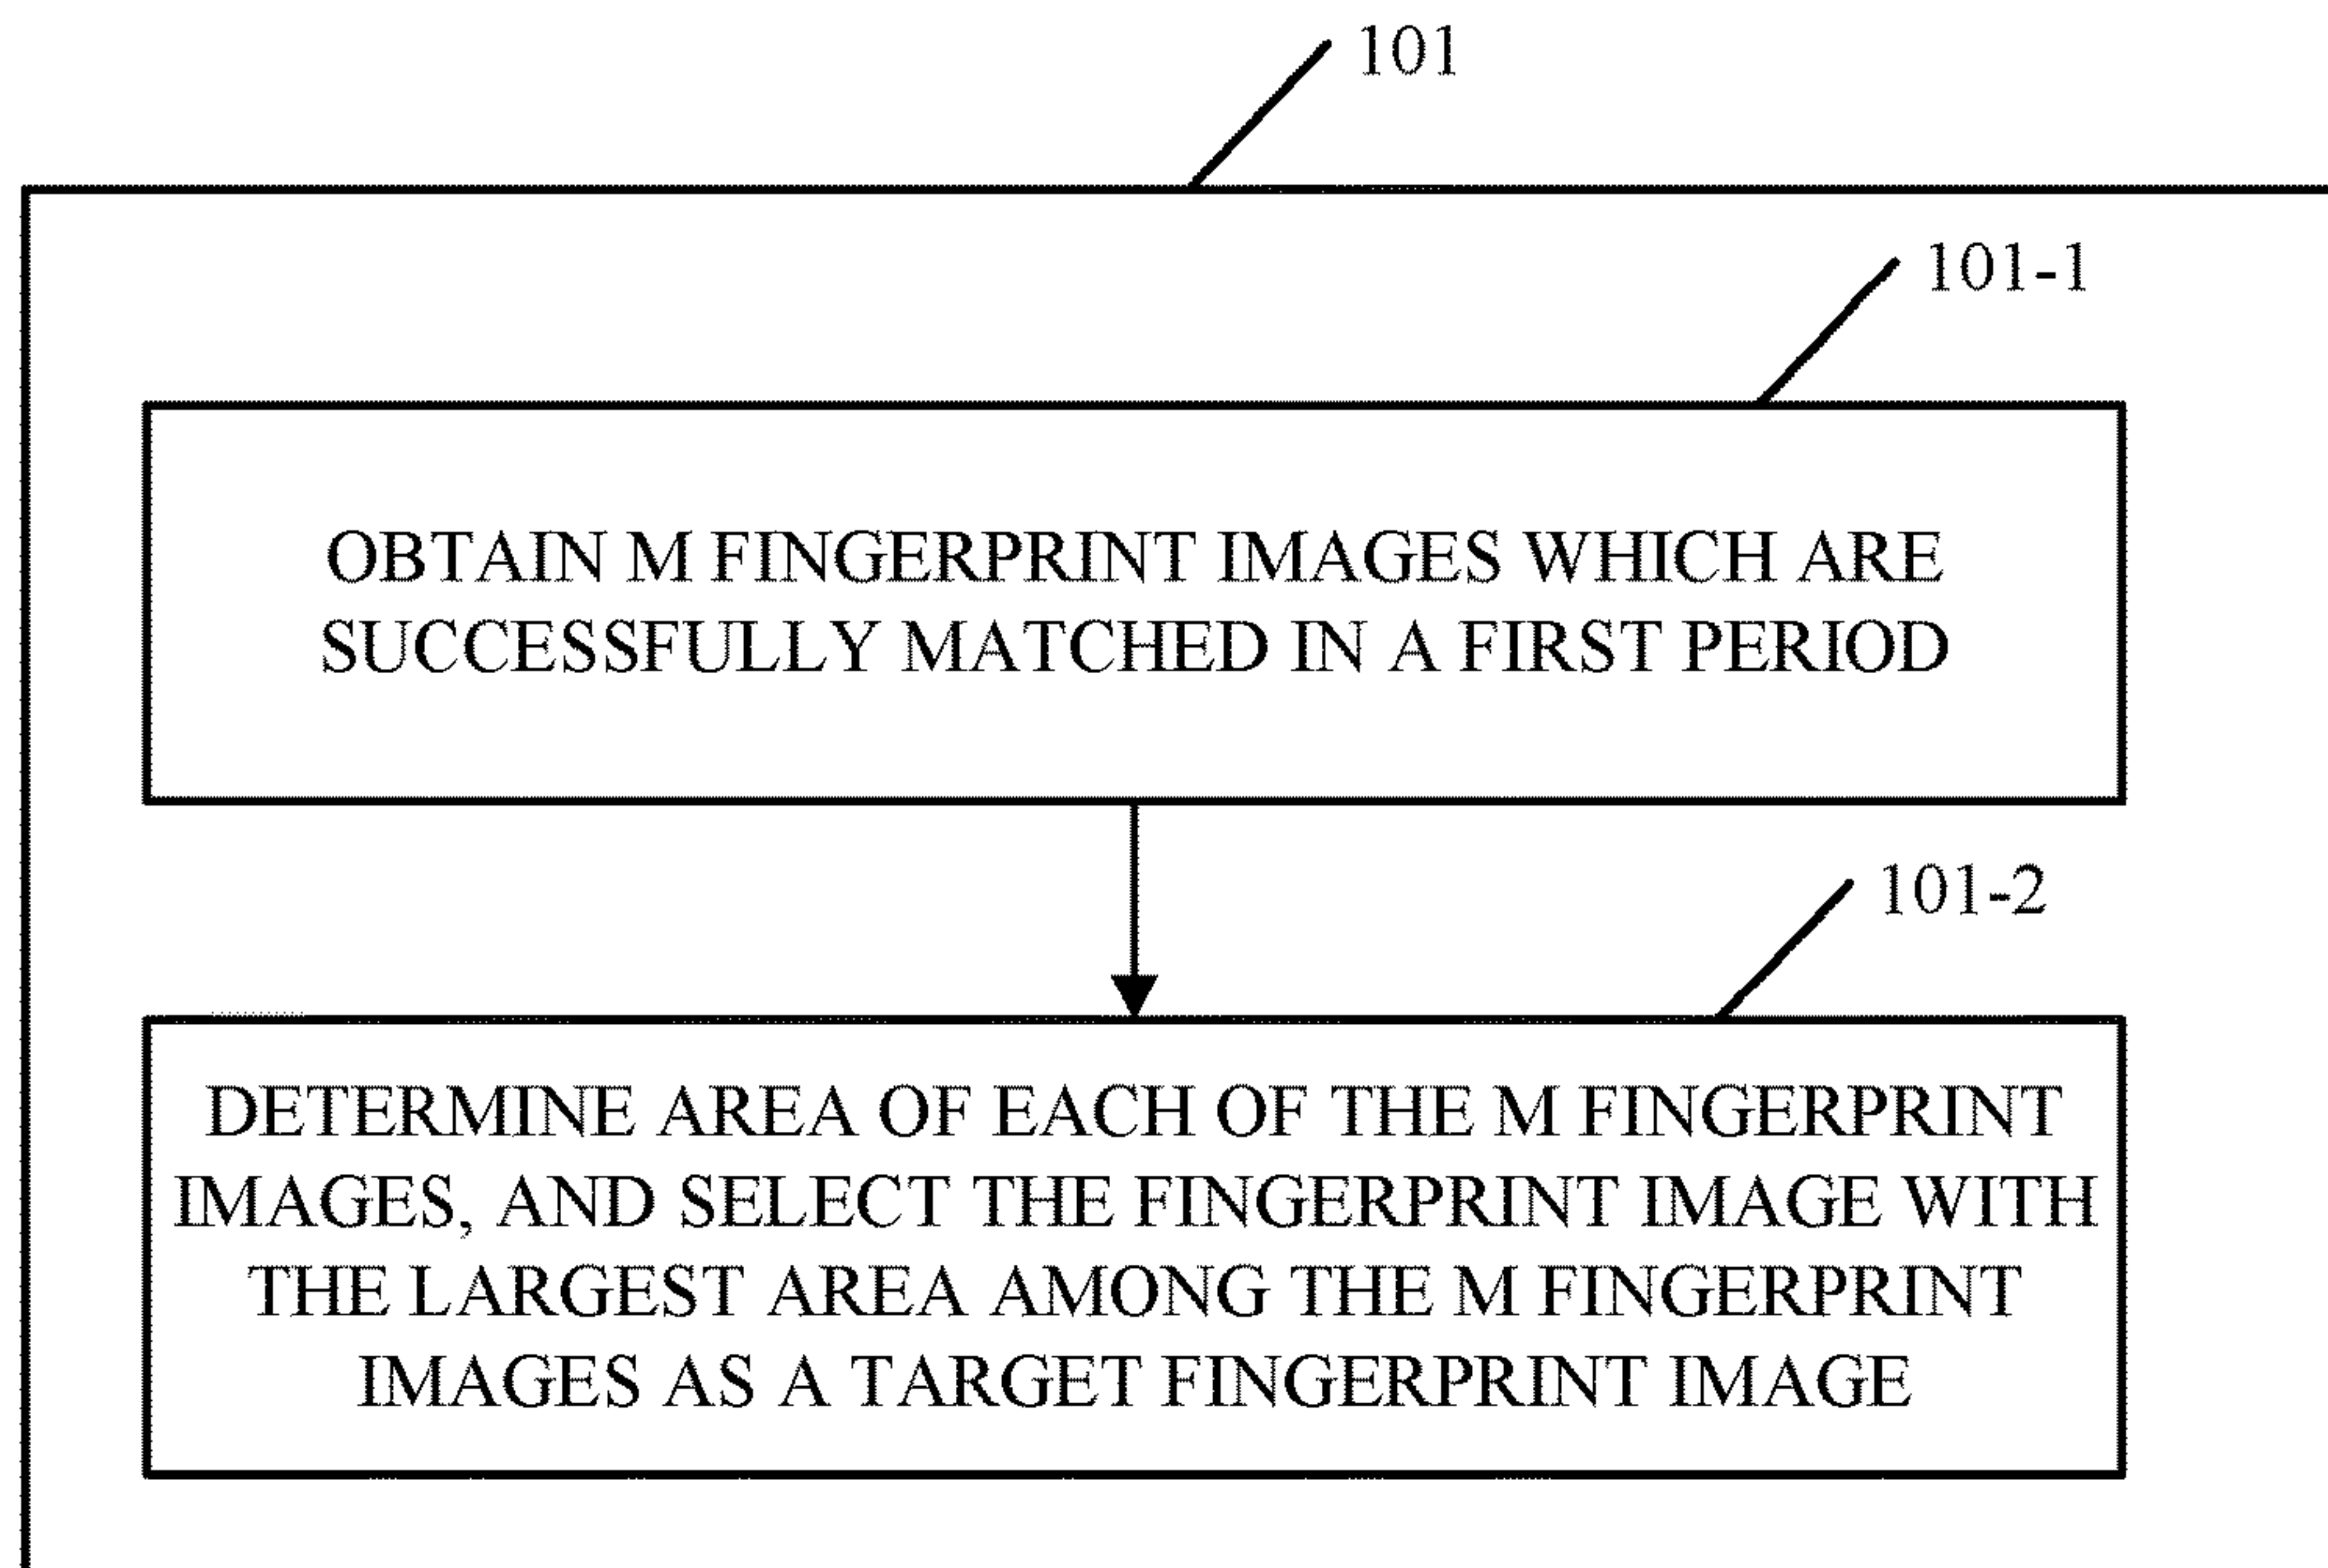 101
101-1
OBTAIN M FINGERPRINT IMAGES WHICH ARE
SUCCESSFULLY MATCHED IN A FIRST PERIOD
101-2
DETERMINE AREA OF EACH OF THE M FINGERPRINT
IMAGES, AND SELECT THE FINGERPRINT IMAGE WITH
THE LARGEST AREA AMONG THE M FINGERPRINT
IMAGES AS A TARGET FINGERPRINT IMAGE